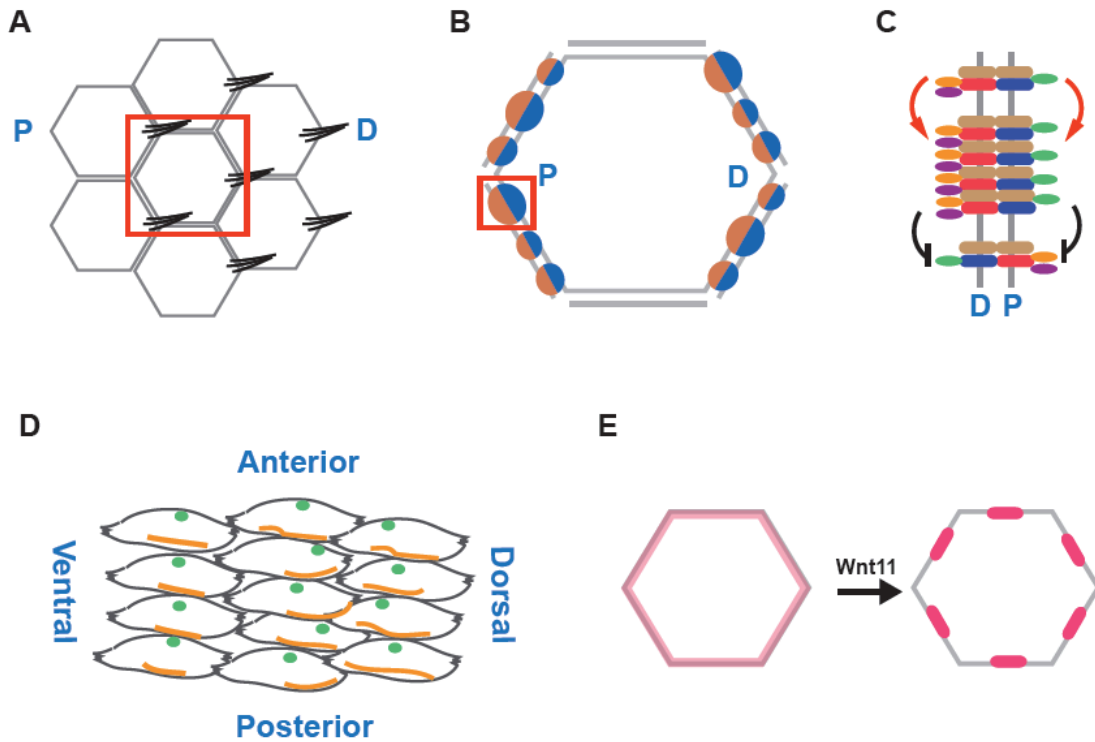 A
P
D
B
P
D
C
D P
D
Anterior
Ventral
Dorsal
Posterior
E
Wnt11